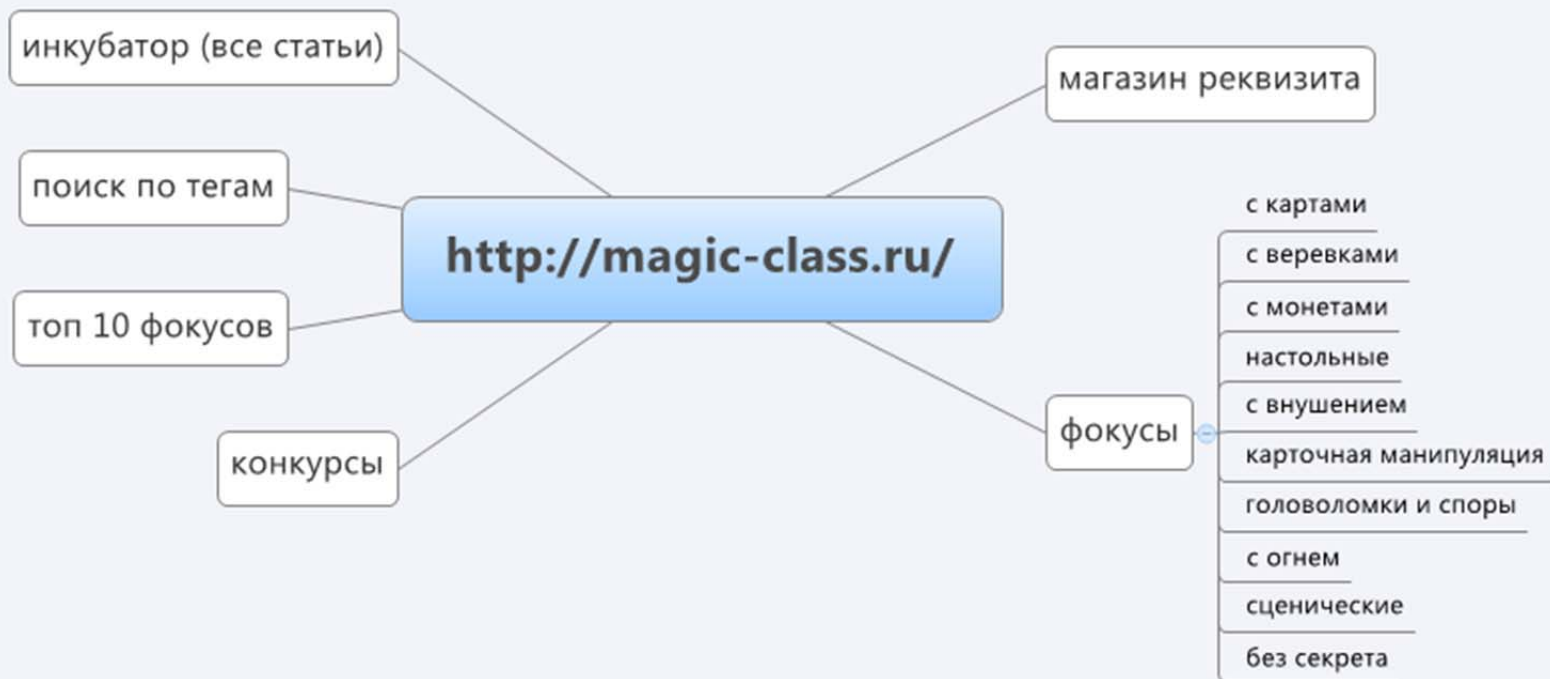 инкубатор (все статьи)
поиск по тегам
топ 10 фокусов
конкурсы
http://magic-class.ru/
магазин реквизита
фокусы
с картами
с веревками
с монетами
настольные
с внушением
карточная манипуляция
головоломки и споры
с огнем
сценические
без секрета